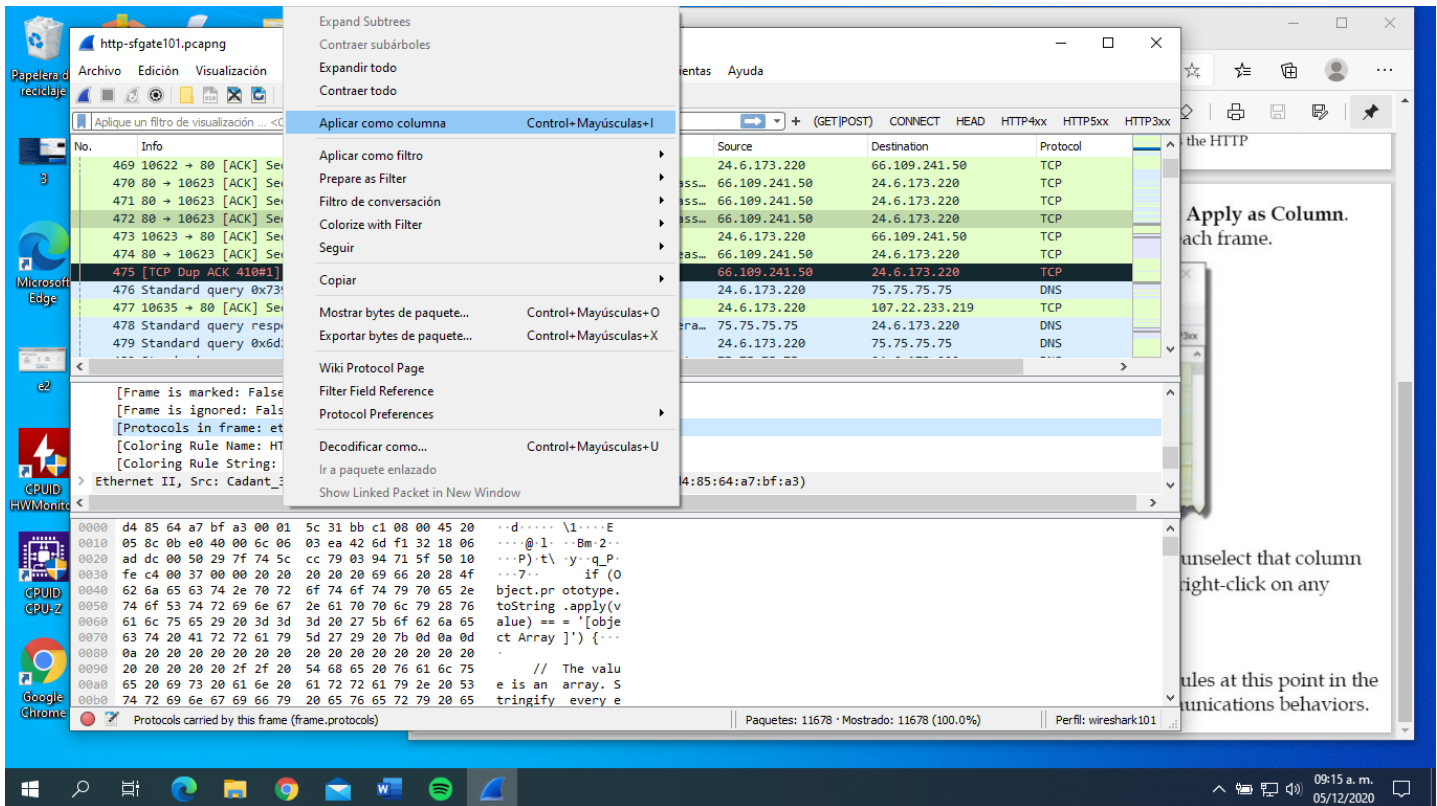 Papelera d
reciclaje
3
Microsoft
Edge
e2
CPUID
HWMonito
CPUID
CPU-Z
Google
Chrome
http-sfgate101.pcapng
Archivo Edición Visualización
ientas Ayuda
Aplique un filtro de visualización ... <C
+ (GET|POST) CONNECT HEAD HTTP4xx HTTP5xx HTTP3xx
No. Info Source Destination Protocol
469 10622 → 80 [ACK] Se 24.6.173.220 66.109.241.50 TCP
470 80 → 10623 [ACK] Se ass… 66.109.241.50 24.6.173.220 TCP
471 80 → 10623 [ACK] Se ass… 66.109.241.50 24.6.173.220 TCP
472 80 → 10623 [ACK] Se ass… 66.109.241.50 24.6.173.220 TCP
473 10623 → 80 [ACK] Se 24.6.173.220 66.109.241.50 TCP
474 80 → 10623 [ACK] Se eas… 66.109.241.50 24.6.173.220 TCP
475 [TCP Dup ACK 410#1] 66.109.241.50 24.6.173.220 TCP
476 Standard query 0x739 24.6.173.220 75.75.75.75 DNS
477 10635 → 80 [ACK] Se 24.6.173.220 107.22.233.219 TCP
478 Standard query resp era… 75.75.75.75 24.6.173.220 DNS
479 Standard query 0x6d 24.6.173.220 75.75.75.75 DNS
Expand Subtrees
Contraer subárboles
Expandir todo
Contraer todo
Aplicar como columna Control+Mayúsculas+I
Aplicar como filtro
Prepare as Filter
Filtro de conversación
Colorize with Filter
Seguir
Copiar
Mostrar bytes de paquete... Control+Mayúsculas+O
Exportar bytes de paquete... Control+Mayúsculas+X
Wiki Protocol Page
Filter Field Reference
Protocol Preferences
Decodificar como... Control+Mayúsculas+U
Ir a paquete enlazado
Show Linked Packet in New Window
[Frame is marked: False
[Frame is ignored: Fals
[Protocols in frame: et
[Coloring Rule Name: HT
[Coloring Rule String:
> Ethernet II, Src: Cadant_3 4:85:64:a7:bf:a3)
0000 d4 85 64 a7 bf a3 00 01 5c 31 bb c1 08 00 45 20 ··d····· \1····E
0010 05 8c 0b e0 40 00 6c 06 03 ea 42 6d f1 32 18 06 ····@·l· ··Bm·2··
0020 ad dc 00 50 29 7f 74 5c cc 79 03 94 71 5f 50 10 ···P)·t\ ·y··q_P·
0030 fe c4 00 37 00 00 20 20 20 20 20 69 66 20 28 4f ···7·· if (O
0040 62 6a 65 63 74 2e 70 72 6f 74 6f 74 79 70 65 2e bject.pr ototype.
0050 74 6f 53 74 72 69 6e 67 2e 61 70 70 6c 79 28 76 toString .apply(v
0060 61 6c 75 65 29 20 3d 3d 3d 20 27 5b 6f 62 6a 65 alue) == = '[obje
0070 63 74 20 41 72 72 61 79 5d 27 29 20 7b 0d 0a 0d ct Array ]') {···
0080 0a 20 20 20 20 20 20 20 20 20 20 20 20 20 20 20 ·
0090 20 20 20 20 20 2f 2f 20 54 68 65 20 76 61 6c 75 // The valu
00a0 65 20 69 73 20 61 6e 20 61 72 72 61 79 2e 20 53 e is an array. S
00b0 74 72 69 6e 67 69 66 79 20 65 76 65 72 79 20 65 tringify every e
Protocols carried by this frame (frame.protocols)
Paquetes: 11678 · Mostrado: 11678 (100.0%)
Perfil: wireshark101
the HTTP
Apply as Column.
ach frame.
3xx
unselect that column
right-click on any
ules at this point in the
unications behaviors.
09:15 a. m.
05/12/2020